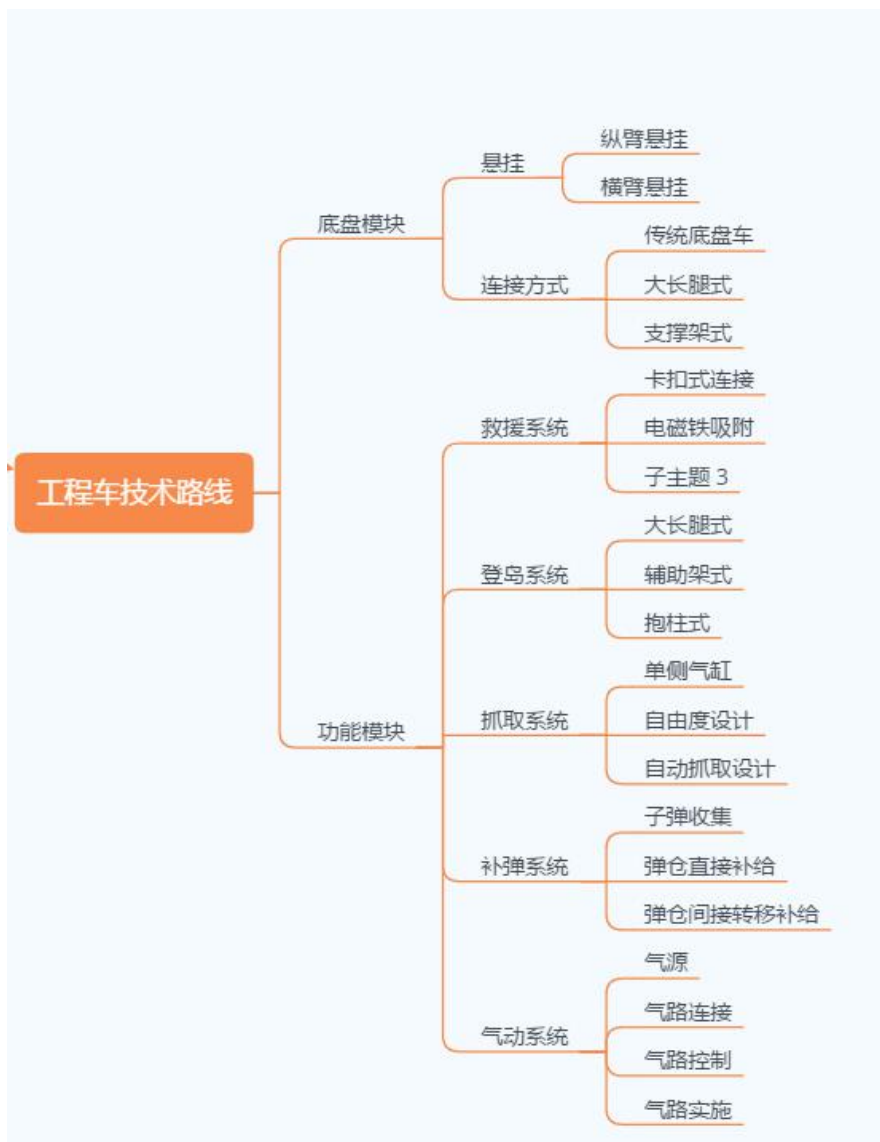 工程车技术路线
底盘模块
悬挂
纵臂悬挂
横臂悬挂
连接方式
传统底盘车
大长腿式
支撑架式
功能模块
救援系统
卡扣式连接
电磁铁吸附
子主题 3
登岛系统
大长腿式
辅助架式
抱柱式
抓取系统
单侧气缸
自由度设计
自动抓取设计
补弹系统
子弹收集
弹仓直接补给
弹仓间接转移补给
气动系统
气源
气路连接
气路控制
气路实施